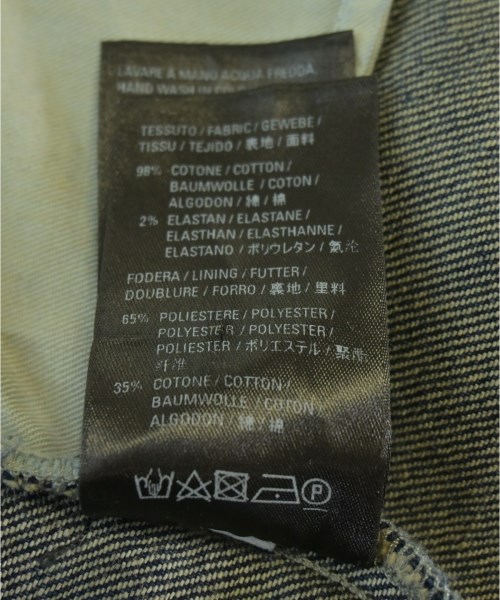 LAVARE A MANO ACQUA FREDDA
HAND WASH IN
TESSUTO / FABRIC / GEWEBE /
TISSU / TEJIDO / 表地 / 面料
98% COTONE / COTTON /
BAUMWOLLE / COTON /
ALGODON / 綿 / 棉
2% ELASTAN / ELASTANE /
ELASTHAN / ELASTHANNE /
ELASTANO / ポリウレタン / 氨纶
FODERA / LINING / FUTTER /
DOUBLURE / FORRO / 裏地 / 里料
65% POLIESTERE / POLYESTER /
POLYESTER / POLYESTER /
POLIESTER / ポリエステル / 聚酯
纤维
35% COTONE / COTTON /
BAUMWOLLE / COTON /
ALGODON / 綿 / 棉
P